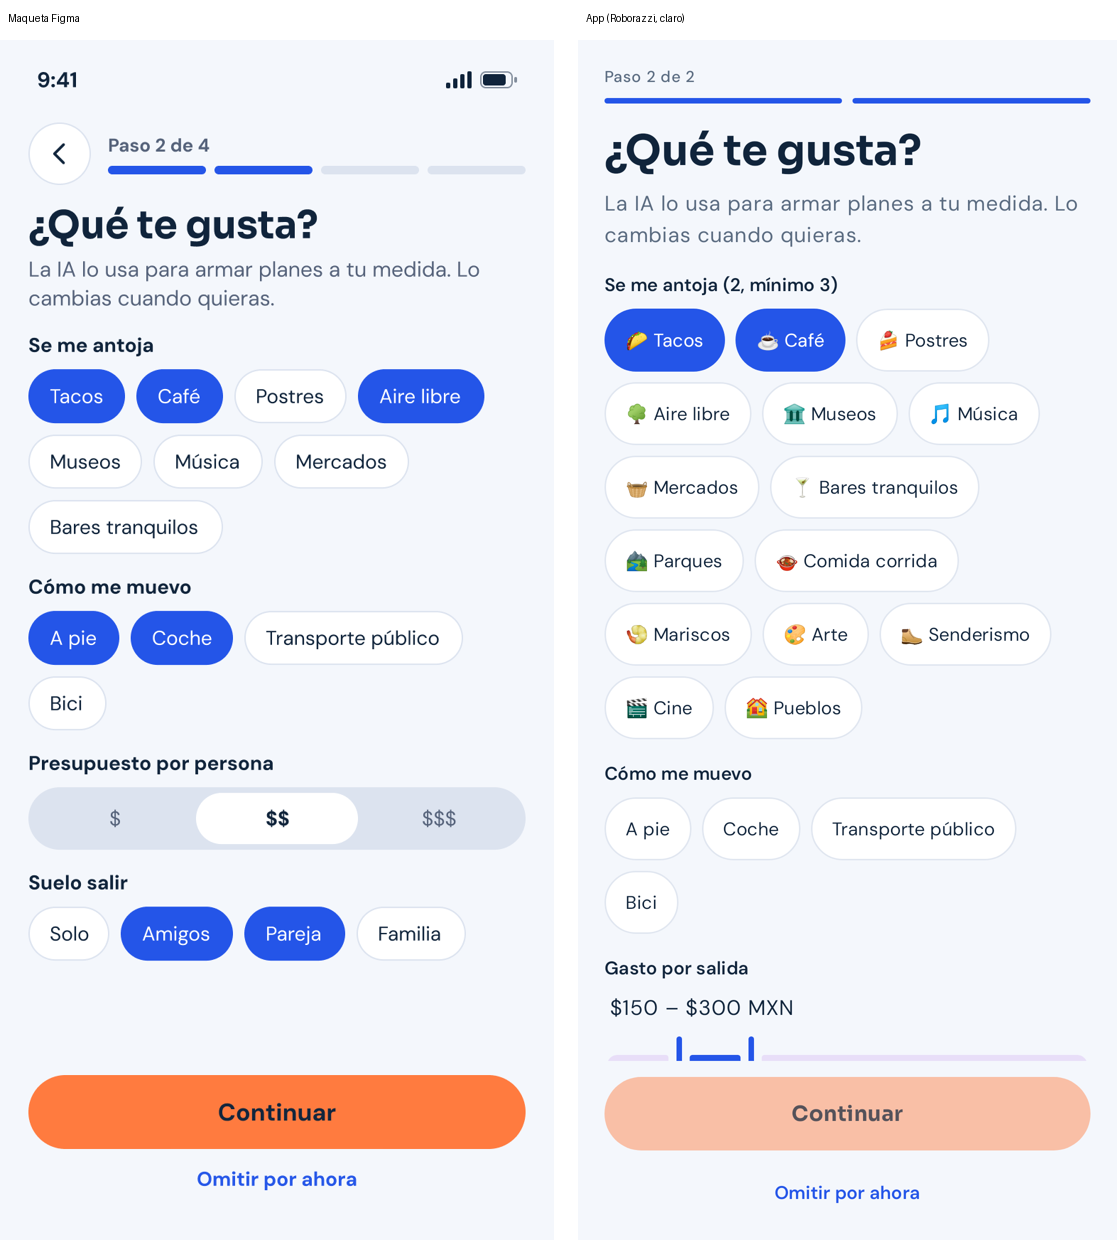 Maqueta Figma
9:41
Paso 2 de 4
¿Qué te gusta?
La IA lo usa para armar planes a tu medida. Lo
cambias cuando quieras.
Se me antoja
Tacos
Café
Postres
Aire libre
Museos
Música
Mercados
Bares tranquilos
Cómo me muevo
A pie
Coche
Transporte público
Bici
Presupuesto por persona
$
$$
$$$
Suelo salir
Solo
Amigos
Pareja
Familia
Continuar
Omitir por ahora
App (Roborazzi, claro)
Paso 2 de 2
¿Qué te gusta?
La IA lo usa para armar planes a tu medida. Lo
cambias cuando quieras.
Se me antoja (2, mínimo 3)
Tacos
Café
Postres
Aire libre
Museos
Música
Mercados
Bares tranquilos
Parques
Comida corrida
Mariscos
Arte
Senderismo
Cine
Pueblos
Cómo me muevo
A pie
Coche
Transporte público
Bici
Gasto por salida
$150 – $300 MXN
Continuar
Omitir por ahora